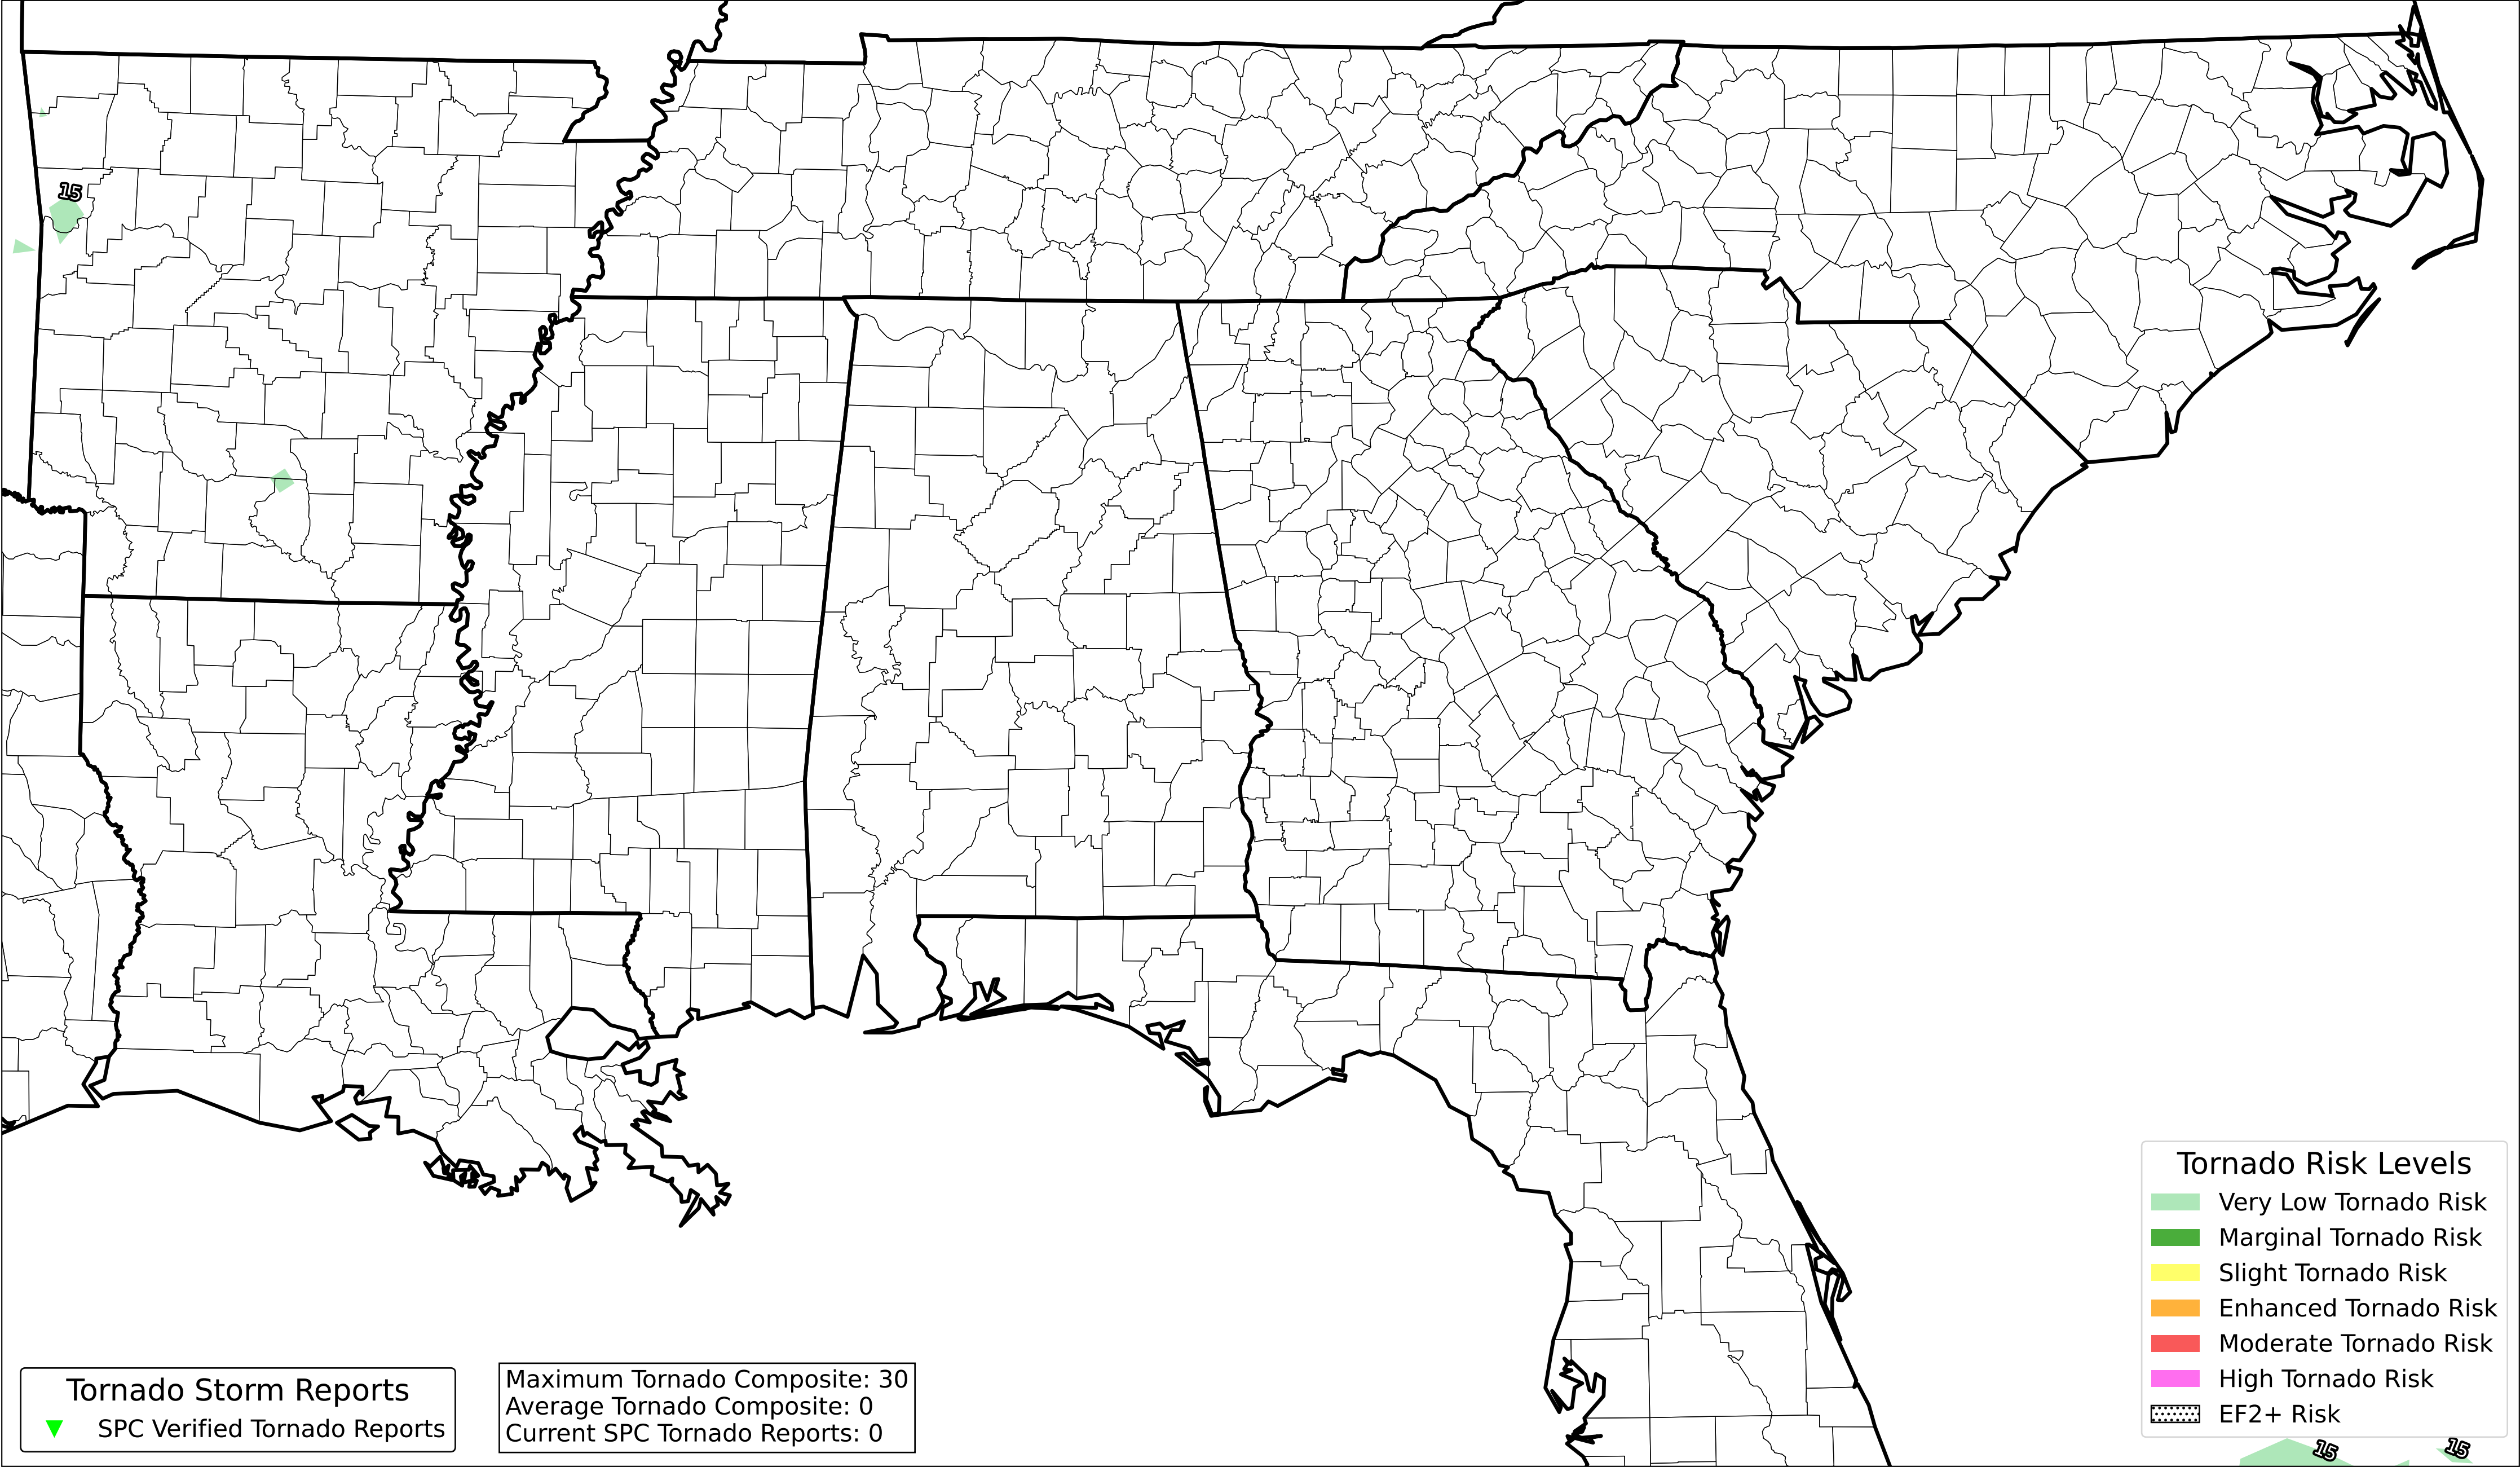 15
Tornado Risk Levels
Very Low Tornado Risk
Marginal Tornado Risk
Slight Tornado Risk
Enhanced Tornado Risk
Moderate Tornado Risk
High Tornado Risk
EF2+ Risk
Tornado Storm Reports
SPC Verified Tornado Reports
Maximum Tornado Composite: 30
Average Tornado Composite: 0
Current SPC Tornado Reports: 0
15
15